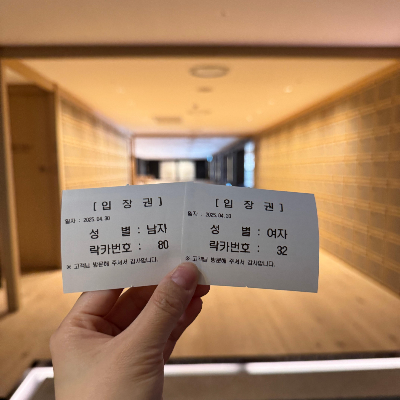 [ 입 장 권 ]
일자 : 2025.04.30
성 별 : 남자
락카번호 : 80
※ 고객님 방문해 주셔서 감사합니다.
[ 입 장 권 ]
일자 : 2025.04.30
성 별 : 여자
락카번호 : 32
※ 고객님 방문해 주셔서 감사합니다.